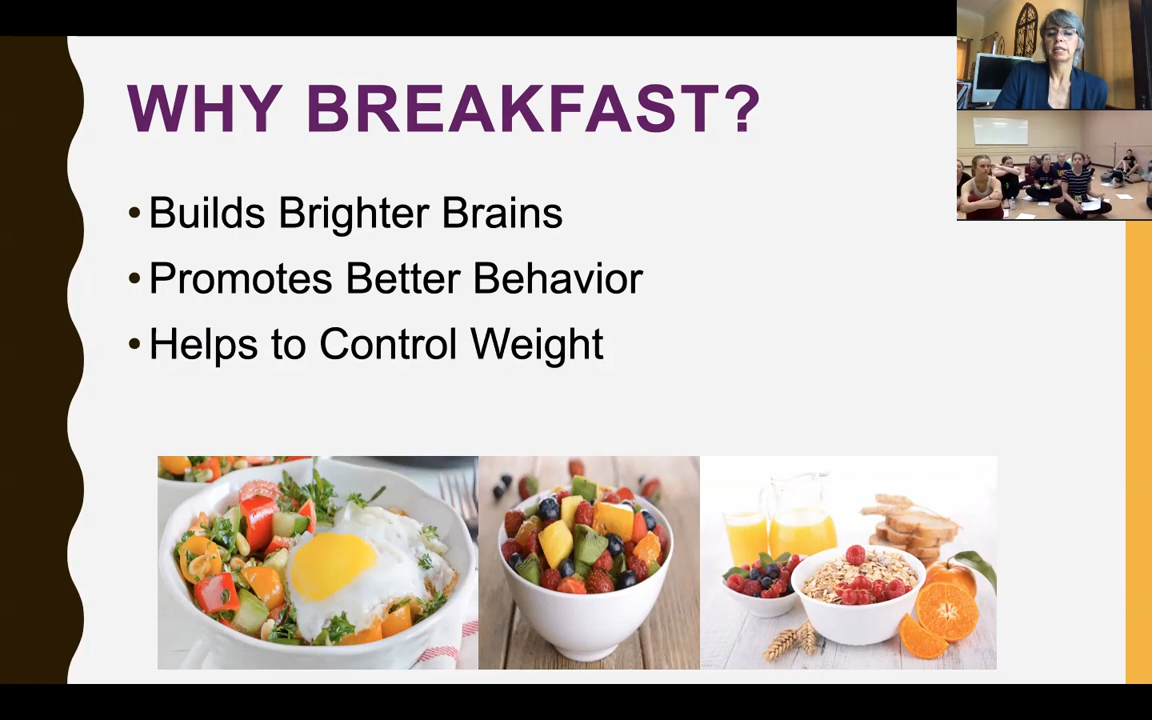 WHY BREAKFAST?
• Builds Brighter Brains
• Promotes Better Behavior
• Helps to Control Weight